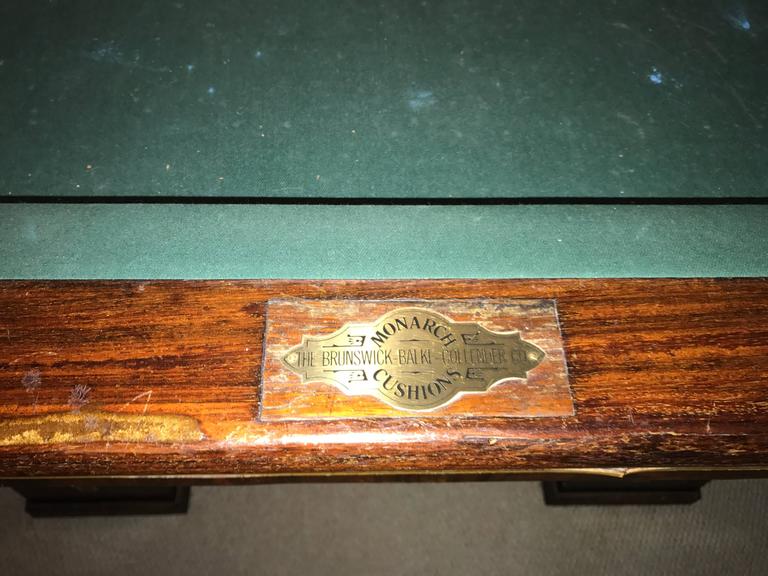 MONARCH
THE BRUNSWICK-BALKE-COLLENDER CO.
CUSHIONS